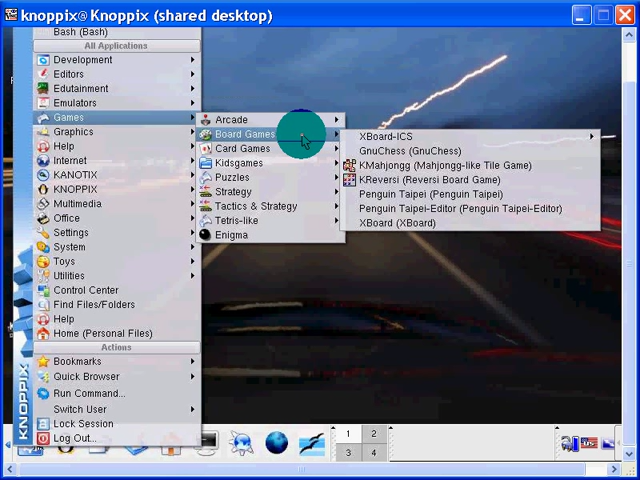 knoppix@ Knoppix (shared desktop)
Bash (Bash)
All Applications
Development
Editors
Edutainment
Emulators
Games
Graphics
Help
Internet
KANOTIX
KNOPPIX
Multimedia
Office
Settings
System
Toys
Utilities
Control Center
Find Files/Folders
Help
Home (Personal Files)
Actions
Bookmarks
Quick Browser
Run Command...
Switch User
Lock Session
Log Out...
KNOPPIX
Arcade
Board Games
Card Games
Kidsgames
Puzzles
Strategy
Tactics & Strategy
Tetris-like
Enigma
XBoard-ICS
GnuChess (GnuChess)
KMahjongg (Mahjongg-like Tile Game)
KReversi (Reversi Board Game)
Penguin Taipei (Penguin Taipei)
Penguin Taipei-Editor (Penguin Taipei-Editor)
XBoard (XBoard)
1 2
3 4